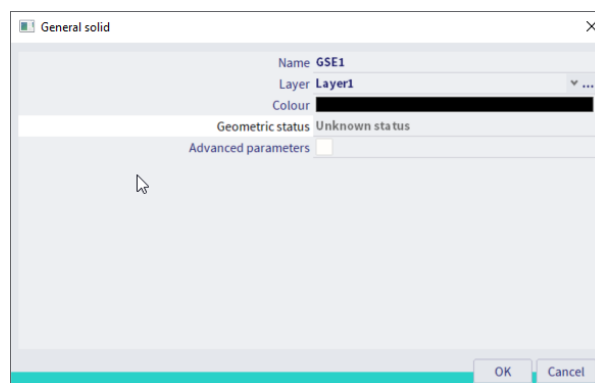 General solid
Name GSE1
Layer Layer1 ...
Colour
Geometric status Unknown status
Advanced parameters
OK Cancel